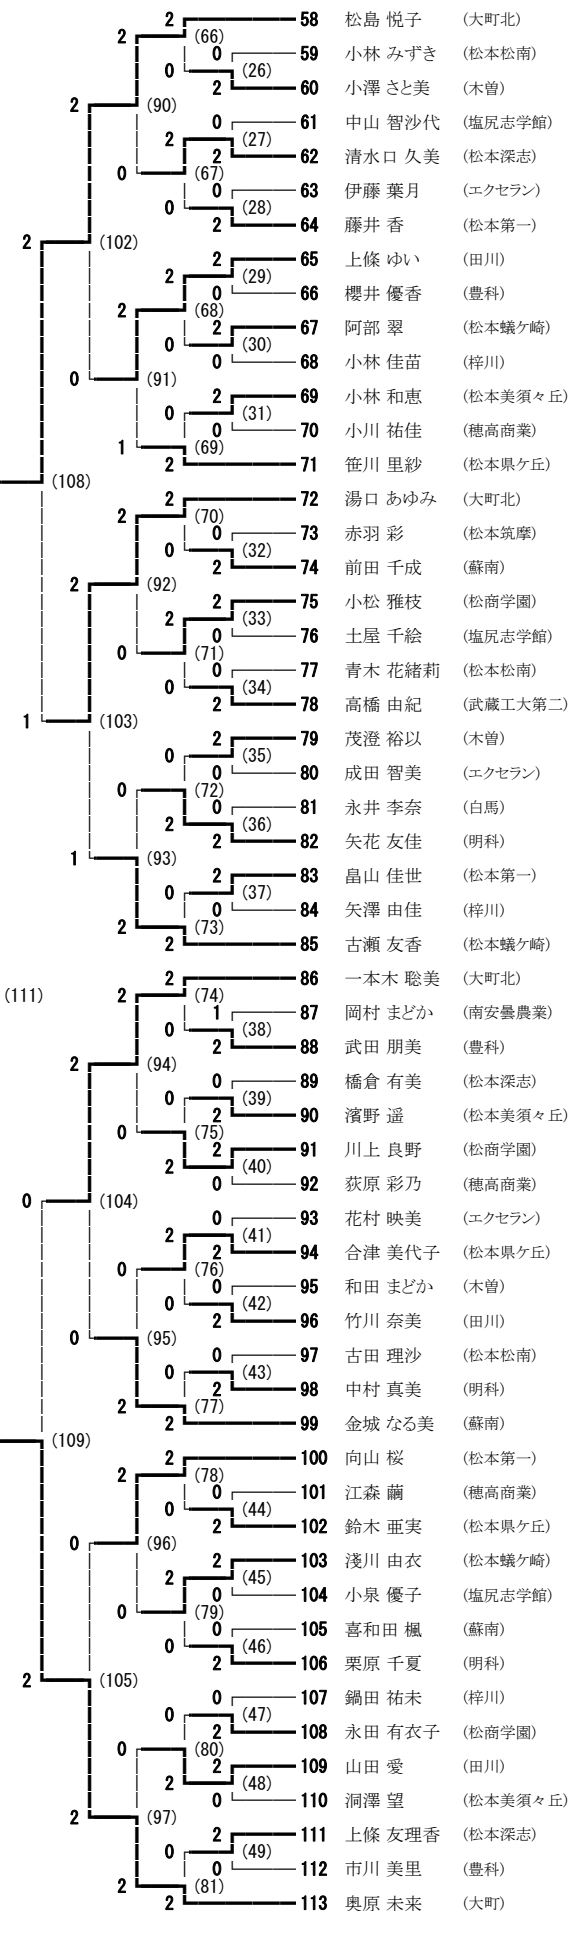 58 松島 悦子 (大町北)
2
2 (66)
0 59 小林 みずき (松本松南)
0 (26)
2 60 小澤 さと美 (木曽)
2 (90)
0 61 中山 智沙代 (塩尻志学館)
2 (27)
2 62 清水口 久美 (松本深志)
0 (67)
0 63 伊藤 葉月 (エクセラン)
0 (28)
2 64 藤井 香 (松本第一)
2 (102)
2 65 上條 ゆい (田川)
2 (29)
0 66 櫻井 優香 (豊科)
2 (68)
2 67 阿部 翠 (松本蟻ケ崎)
0 (30)
0 68 小林 佳苗 (梓川)
0 (91)
2 69 小林 和恵 (松本美須々丘)
0 (31)
0 70 小川 祐佳 (穂高商業)
1 (69)
2 71 笹川 里紗 (松本県ケ丘)
(108)
2 72 湯口 あゆみ (大町北)
2 (70)
0 73 赤羽 彩 (松本筑摩)
0 (32)
2 74 前田 千成 (蘇南)
2 (92)
2 75 小松 雅枝 (松商学園)
2 (33)
0 76 土屋 千絵 (塩尻志学館)
0 (71)
0 77 青木 花緒莉 (松本松南)
0 (34)
2 78 高橋 由紀 (武蔵工大第二)
1 (103)
2 79 茂澄 裕以 (木曽)
0 (35)
0 80 成田 智美 (エクセラン)
0 (72)
0 81 永井 李奈 (白馬)
2 (36)
2 82 矢花 友佳 (明科)
1 (93)
2 83 畠山 佳世 (松本第一)
0 (37)
0 84 矢澤 由佳 (梓川)
2 (73)
2 85 古瀬 友香 (松本蟻ケ崎)
2 86 一本木 聡美 (大町北)
(111) 2 (74)
1 87 岡村 まどか (南安曇農業)
0 (38)
2 88 武田 朋美 (豊科)
2 (94)
0 89 橋倉 有美 (松本深志)
0 (39)
2 90 濱野 遥 (松本美須々丘)
0 (75)
2 91 川上 良野 (松商学園)
2 (40)
0 92 荻原 彩乃 (穂高商業)
0 (104)
0 93 花村 映美 (エクセラン)
2 (41)
2 94 合津 美代子 (松本県ケ丘)
0 (76)
0 95 和田 まどか (木曽)
0 (42)
2 96 竹川 奈美 (田川)
0 (95)
0 97 古田 理沙 (松本松南)
0 (43)
2 98 中村 真美 (明科)
2 (77)
2 99 金城 なる美 (蘇南)
(109)
2 100 向山 桜 (松本第一)
2 (78)
0 101 江森 繭 (穂高商業)
0 (44)
2 102 鈴木 亜実 (松本県ケ丘)
0 (96)
2 103 淺川 由衣 (松本蟻ケ崎)
2 (45)
0 104 小泉 優子 (塩尻志学館)
0 (79)
0 105 喜和田 楓 (蘇南)
0 (46)
2 106 栗原 千夏 (明科)
2 (105)
0 107 鍋田 祐未 (梓川)
0 (47)
2 108 永田 有衣子 (松商学園)
0 (80)
2 109 山田 愛 (田川)
2 (48)
0 110 洞澤 望 (松本美須々丘)
2 (97)
2 111 上條 友理香 (松本深志)
0 (49)
0 112 市川 美里 (豊科)
2 (81)
2 113 奥原 未来 (大町)